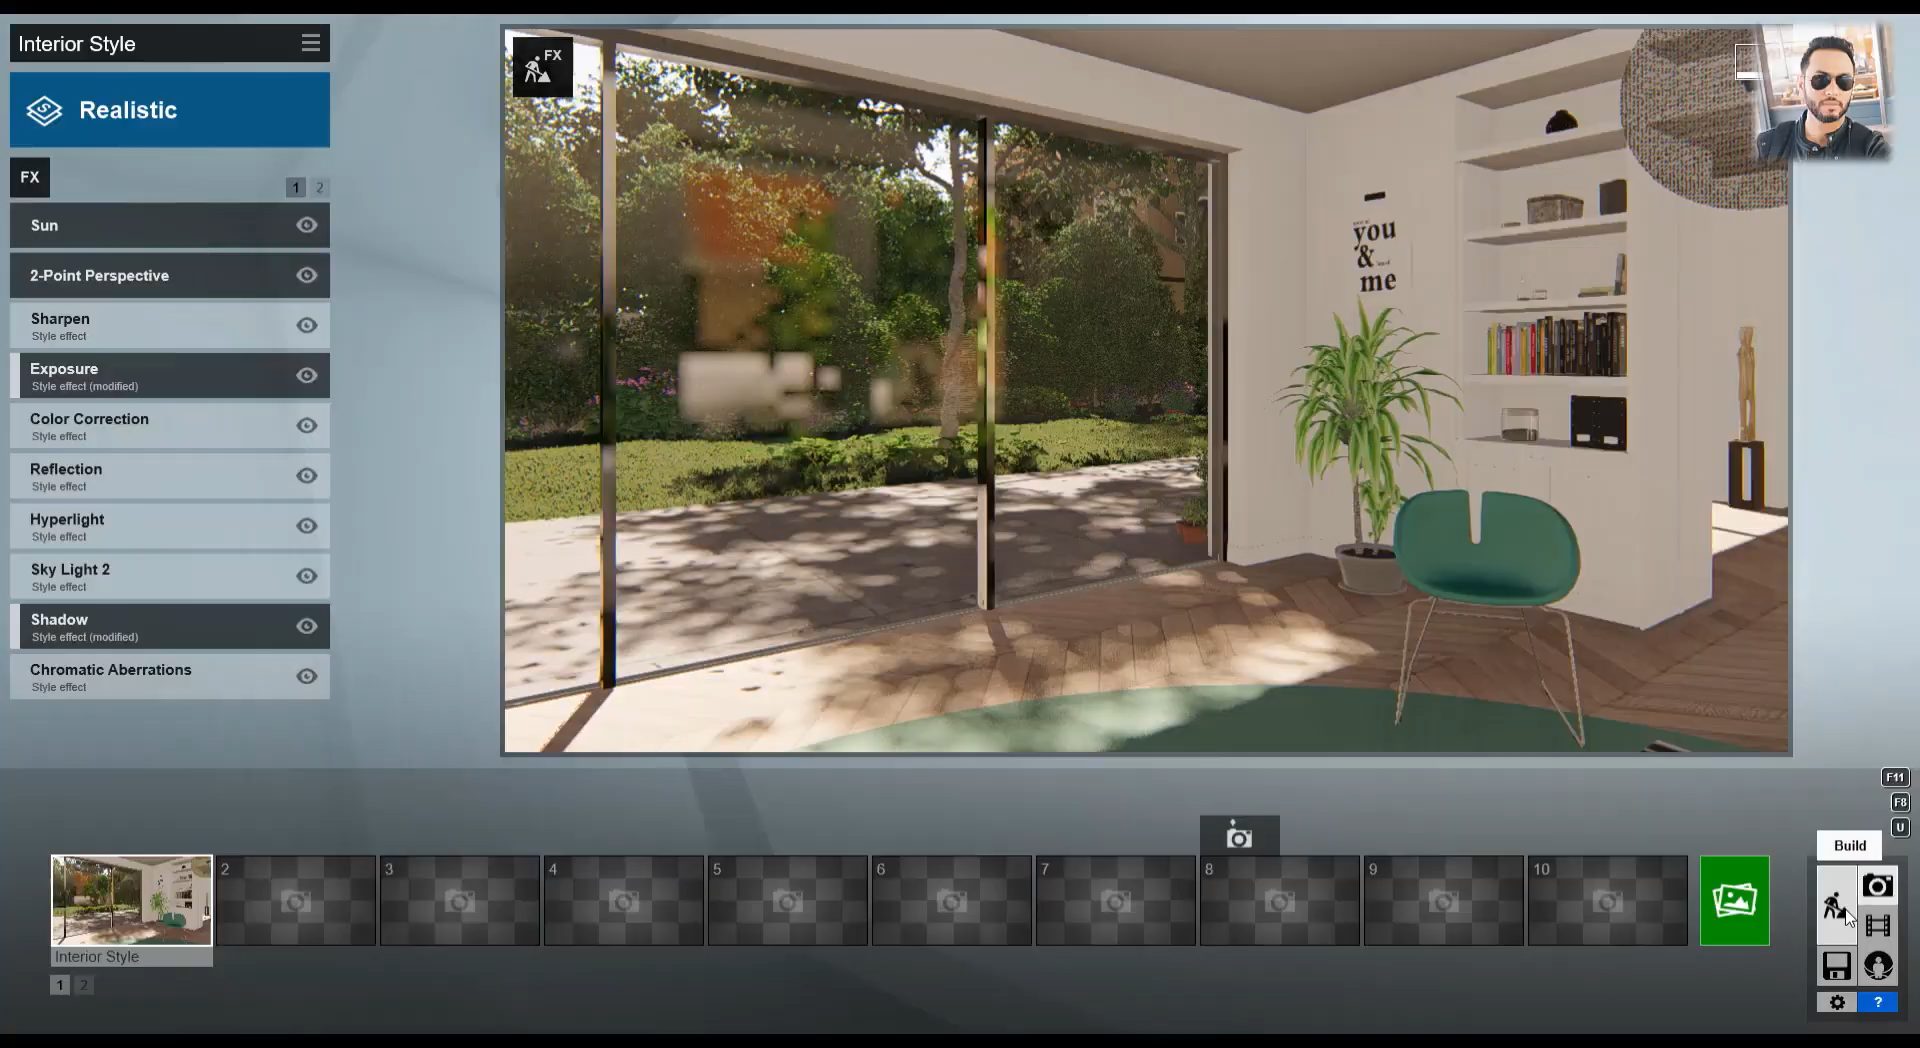 Interior Style
Realistic
FX
1 2
Sun
2-Point Perspective
Sharpen
Style effect
Exposure
Style effect (modified)
Color Correction
Style effect
Reflection
Style effect
Hyperlight
Style effect
Sky Light 2
Style effect
Shadow
Style effect (modified)
Chromatic Aberrations
Style effect
FX
you
&
me
F11
F8
U
Build
2
3
4
5
6
7
8
9
10
Interior Style
1 2
?